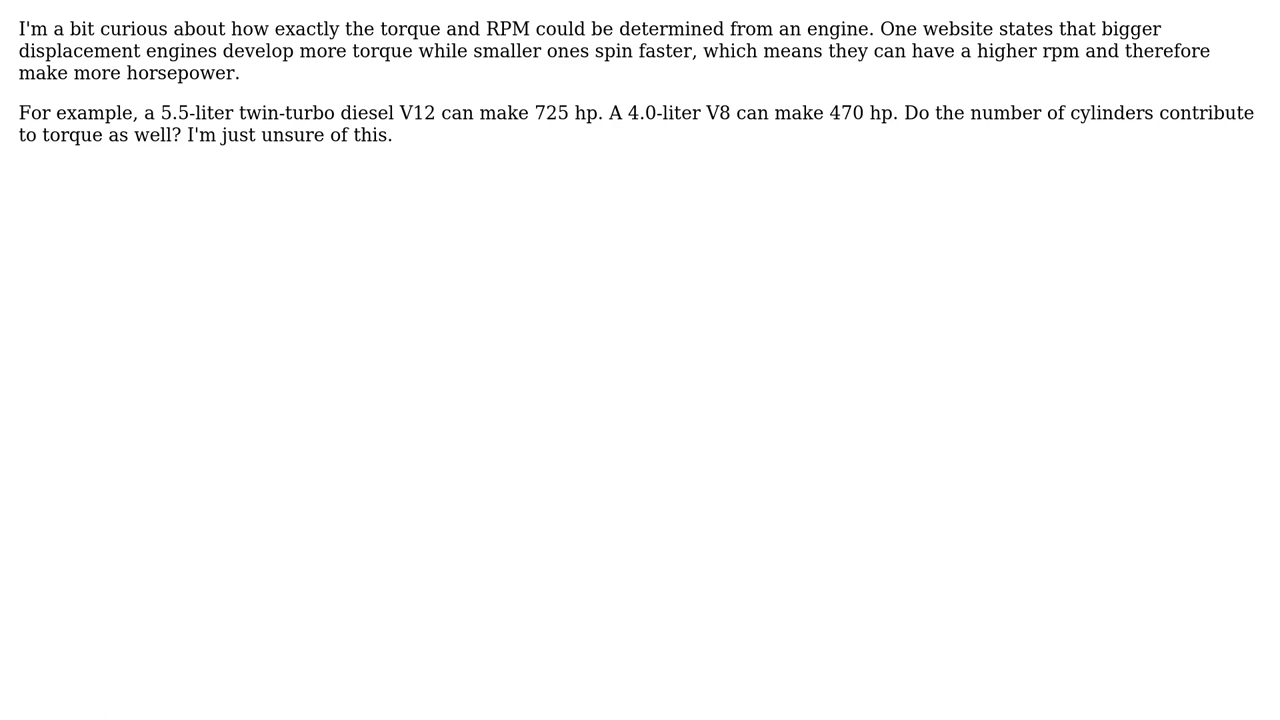 I'm a bit curious about how exactly the torque and RPM could be determined from an engine. One website states that bigger
displacement engines develop more torque while smaller ones spin faster, which means they can have a higher rpm and therefore
make more horsepower.
For example, a 5.5-liter twin-turbo diesel V12 can make 725 hp. A 4.0-liter V8 can make 470 hp. Do the number of cylinders contribute
to torque as well? I'm just unsure of this.